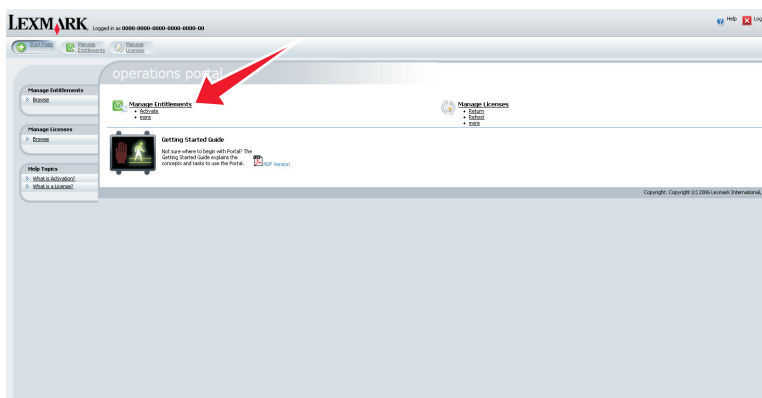 LEXMARK Logged in as 0000-0000-0000-0000-0000-00
Help Log
Start Page Manage Entitlements Manage Licenses
operations portal
Manage Entitlements
Browse
Manage Licenses
Browse
Help Topics
What is Activation?
What is a License?
Manage Entitlements
• Activate
• more
Manage Licenses
• Return
• Rehost
• more
Getting Started Guide
Not sure where to begin with Portal? The
Getting Started Guide explains the
concepts and tasks to use the Portal.
PDF Version
Copyright: Copyright (c) 2006 Lexmark International,